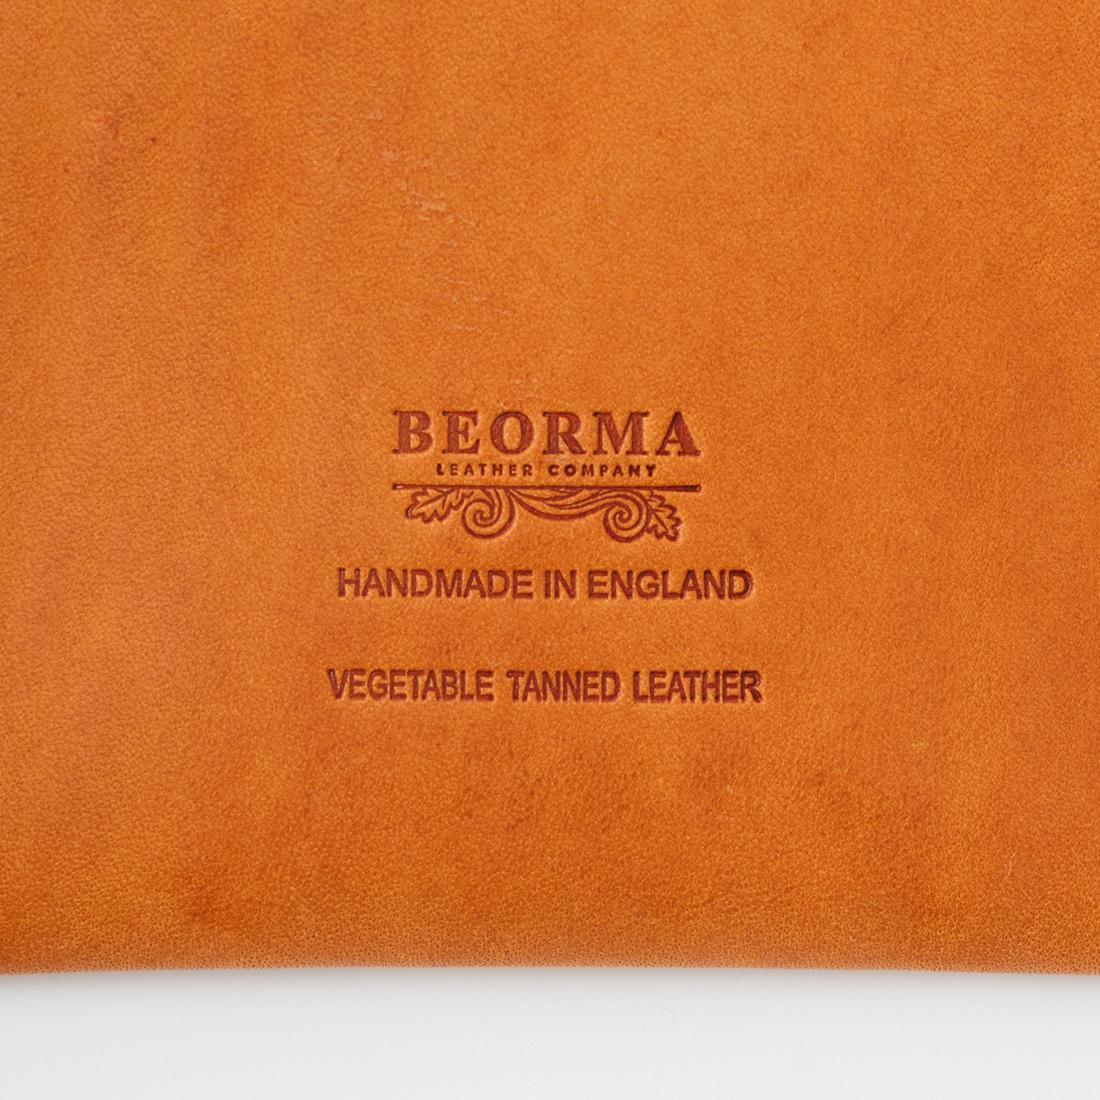 BEORMA
LEATHER COMPANY
HANDMADE IN ENGLAND
VEGETABLE TANNED LEATHER